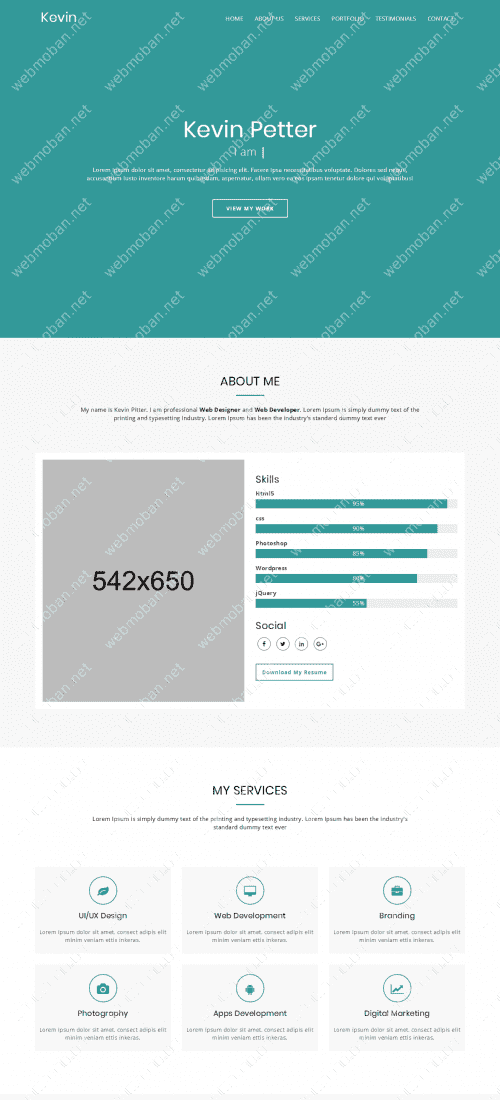 Kevin
HOME ABOUT US SERVICES PORTFOLIO TESTIMONIALS CONTACT
Kevin Petter
I am |
Lorem ipsum dolor sit amet, consectetur adipisicing elit. Facere ipsa necessitatibus voluptate. Dolores sed neque,
accusantium iusto inventore harum quibusdam, aspernatur, ullam vero ea eos ipsam tenetur dolore qui voluptatibus!
VIEW MY WORK
ABOUT ME
My name is Kevin Pitter. I am professional Web Designer and Web Developer. Lorem Ipsum is simply dummy text of the
printing and typesetting industry. Lorem Ipsum has been the industry's standard dummy text ever
542x650
Skills
Html5
95%
css
90%
Photoshop
85%
Wordpress
80%
jQuery
55%
Social
Download My Resume
MY SERVICES
Lorem Ipsum is simply dummy text of the printing and typesetting industry. Lorem Ipsum has been the industry's
standard dummy text ever
UI/UX Design
Lorem ipsum dolor sit amet, consect adipis elit
minim veniam ettis inkeras.
Web Development
Lorem ipsum dolor sit amet, consect adipis elit
minim veniam ettis inkeras.
Branding
Lorem ipsum dolor sit amet, consect adipis elit
minim veniam ettis inkeras.
Photography
Lorem ipsum dolor sit amet, consect adipis elit
minim veniam ettis inkeras.
Apps Development
Lorem ipsum dolor sit amet, consect adipis elit
minim veniam ettis inkeras.
Digital Marketing
Lorem ipsum dolor sit amet, consect adipis elit
minim veniam ettis inkeras.
webmoban.net